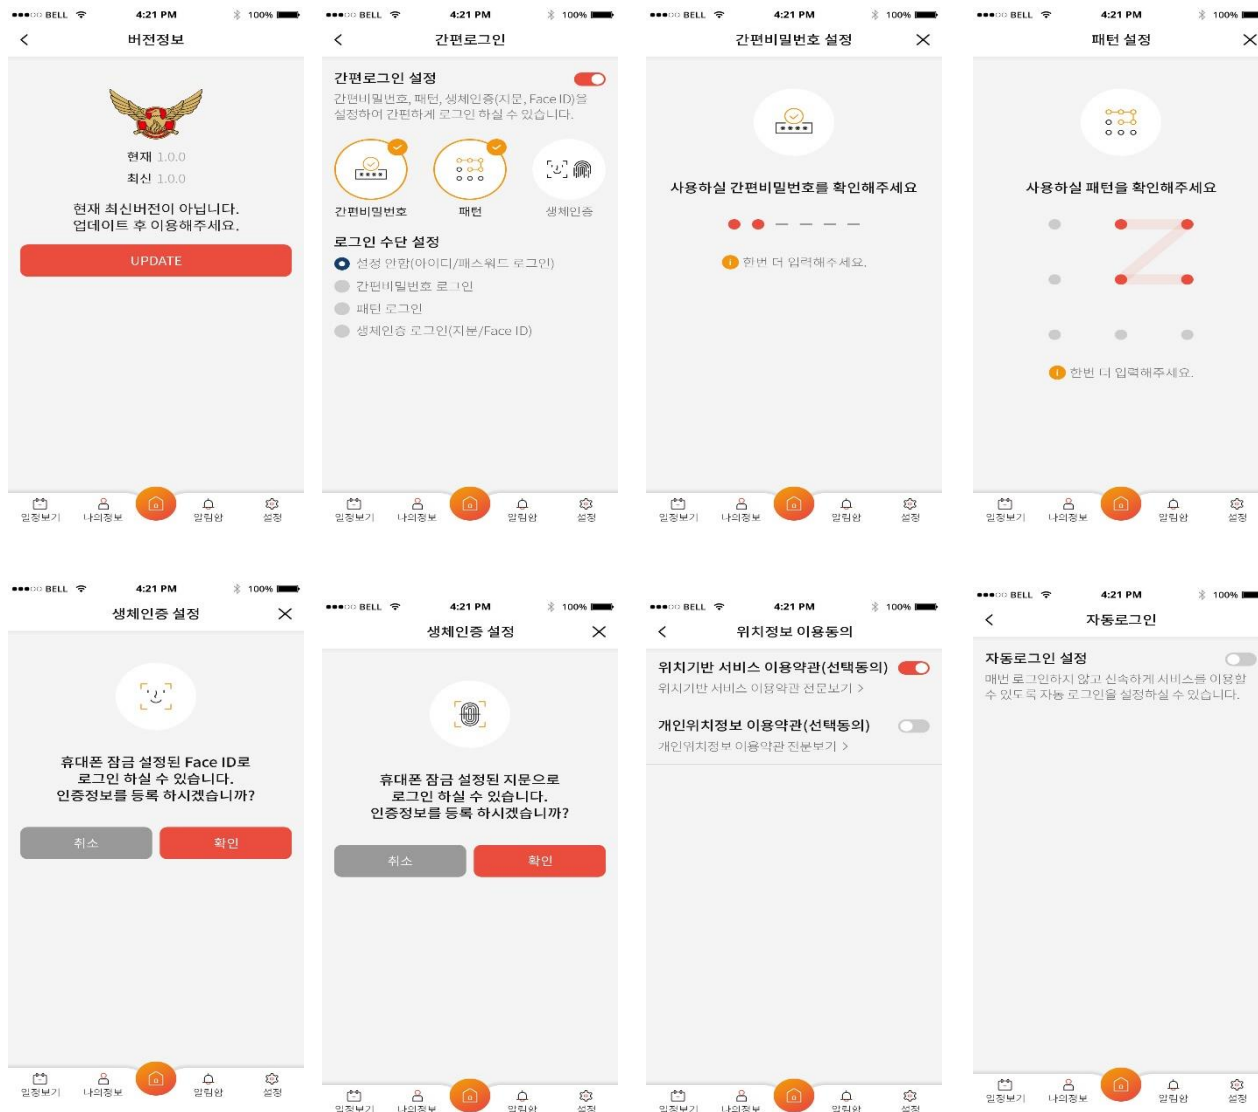 BELL 4:21 PM 100%
버전정보
현재 1.0.0
최신 1.0.0
현재 최신버전이 아닙니다.
업데이트 후 이용해주세요.
UPDATE
일정보기 나의정보 알림함 설정
BELL 4:21 PM 100%
간편로그인
간편로그인 설정
간편비밀번호, 패턴, 생체인증(지문, Face ID)을
설정하여 간편하게 로그인 하실 수 있습니다.
간편비밀번호 패턴 생체인증
로그인 수단 설정
설정 안함(아이디/패스워드 로그인)
간편비밀번호 로그인
패턴 로그인
생체인증 로그인(지문/Face ID)
일정보기 나의정보 알림함 설정
BELL 4:21 PM 100%
간편비밀번호 설정
사용하실 간편비밀번호를 확인해주세요
한번 더 입력해주세요.
일정보기 나의정보 알림함 설정
BELL 4:21 PM 100%
패턴 설정
사용하실 패턴을 확인해주세요
한번 더 입력해주세요.
일정보기 나의정보 알림함 설정
BELL 4:21 PM 100%
생체인증 설정
휴대폰 잠금 설정된 Face ID로
로그인 하실 수 있습니다.
인증정보를 등록 하시겠습니까?
취소 확인
일정보기 나의정보 알림함 설정
BELL 4:21 PM 100%
생체인증 설정
휴대폰 잠금 설정된 지문으로
로그인 하실 수 있습니다.
인증정보를 등록 하시겠습니까?
취소 확인
일정보기 나의정보 알림함 설정
BELL 4:21 PM 100%
위치정보 이용동의
위치기반 서비스 이용약관(선택동의)
위치기반 서비스 이용약관 전문보기 >
개인위치정보 이용약관(선택동의)
개인위치정보 이용약관 전문보기 >
일정보기 나의정보 알림함 설정
BELL 4:21 PM 100%
자동로그인
자동로그인 설정
매번 로그인하지 않고 신속하게 서비스를 이용할
수 있도록 자동 로그인을 설정하실 수 있습니다.
일정보기 나의정보 알림함 설정